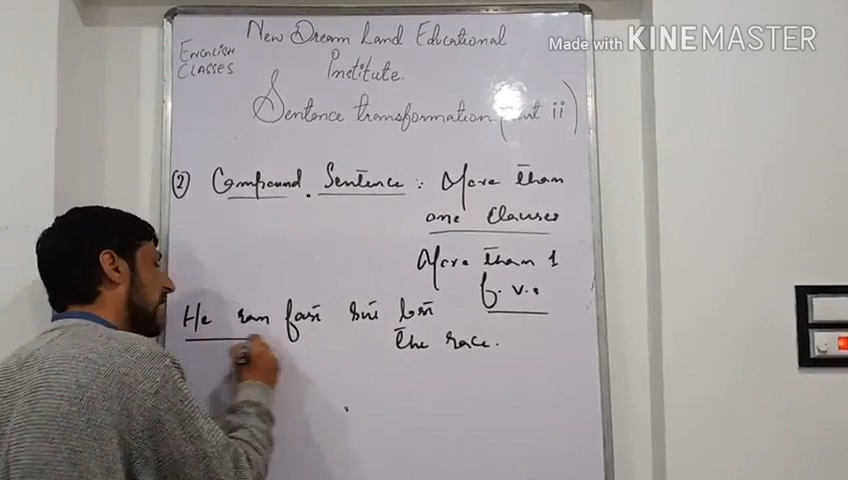 New Dream Land Educational
Institute.
ENGLISH
CLASSES
Sentence transformation (Part ii)
Made with KINEMASTER
② Compound Sentence : More than
one Clauses
More than 1
f. v.
He ran fast but lost
the race.